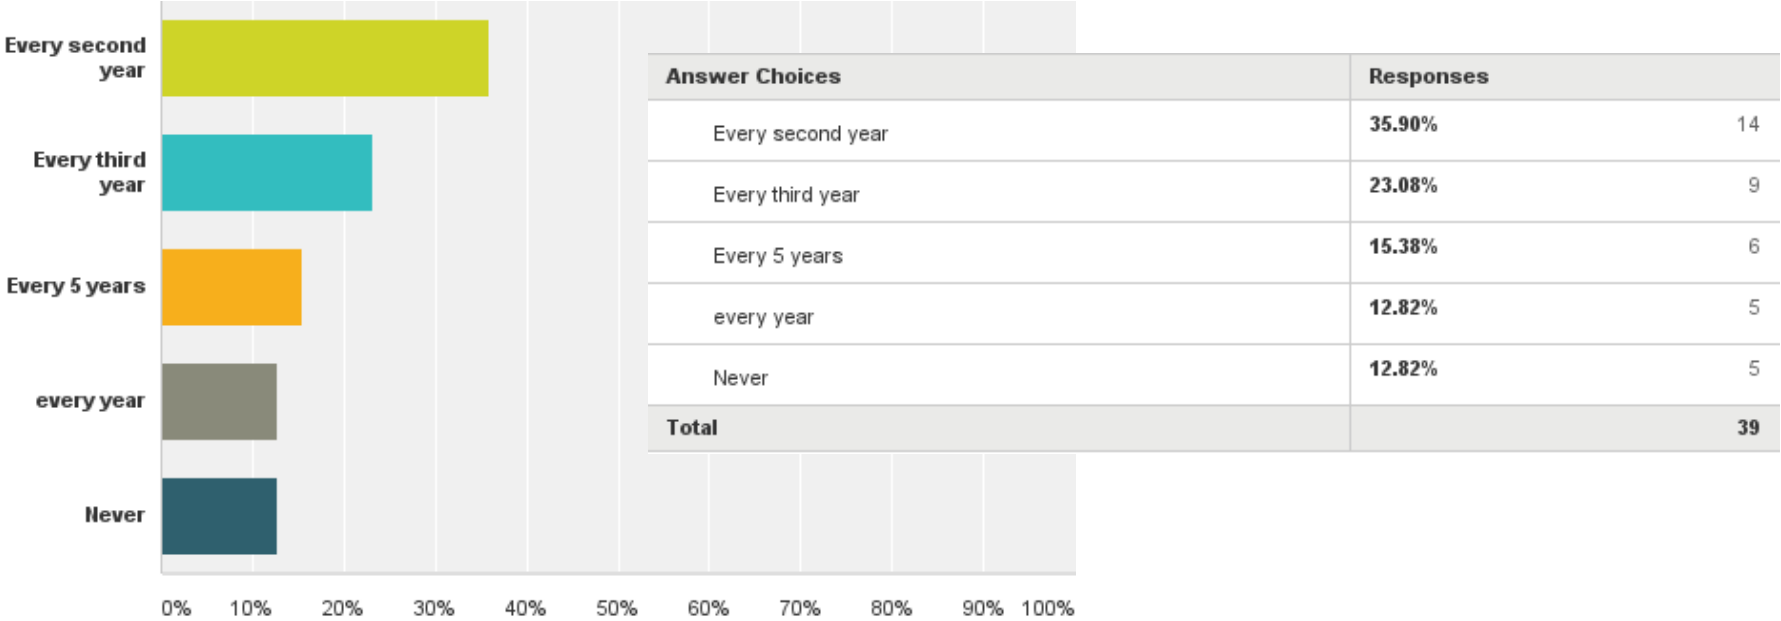 Every second
year
Every third
year
Every 5 years
every year
Never
0% 10% 20% 30% 40% 50% 60% 70% 80% 90% 100%
Answer Choices Responses
Every second year 35.90% 14
Every third year 23.08% 9
Every 5 years 15.38% 6
every year 12.82% 5
Never 12.82% 5
Total 39